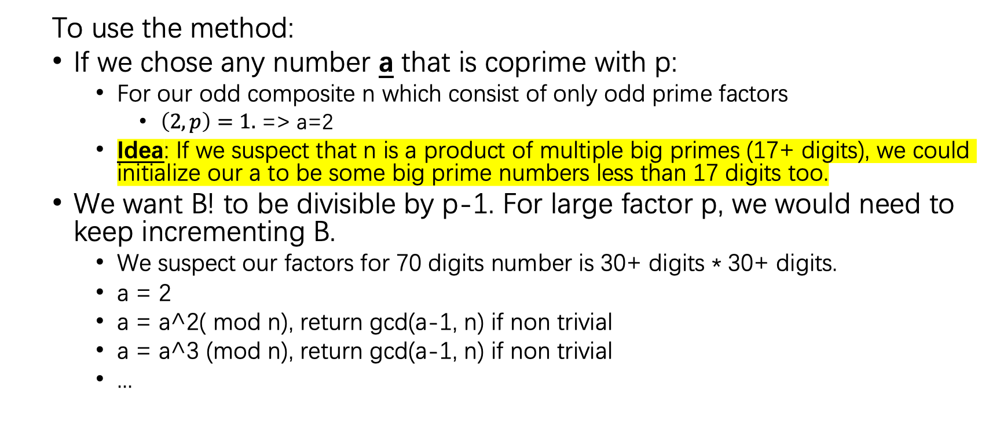 To use the method:
• If we chose any number a that is coprime with p:
• For our odd composite n which consist of only odd prime factors
• (2, p) = 1. => a=2
• Idea: If we suspect that n is a product of multiple big primes (17+ digits), we could
initialize our a to be some big prime numbers less than 17 digits too.
• We want B! to be divisible by p-1. For large factor p, we would need to
keep incrementing B.
• We suspect our factors for 70 digits number is 30+ digits * 30+ digits.
• a = 2
• a = a^2( mod n), return gcd(a-1, n) if non trivial
• a = a^3 (mod n), return gcd(a-1, n) if non trivial
• ...